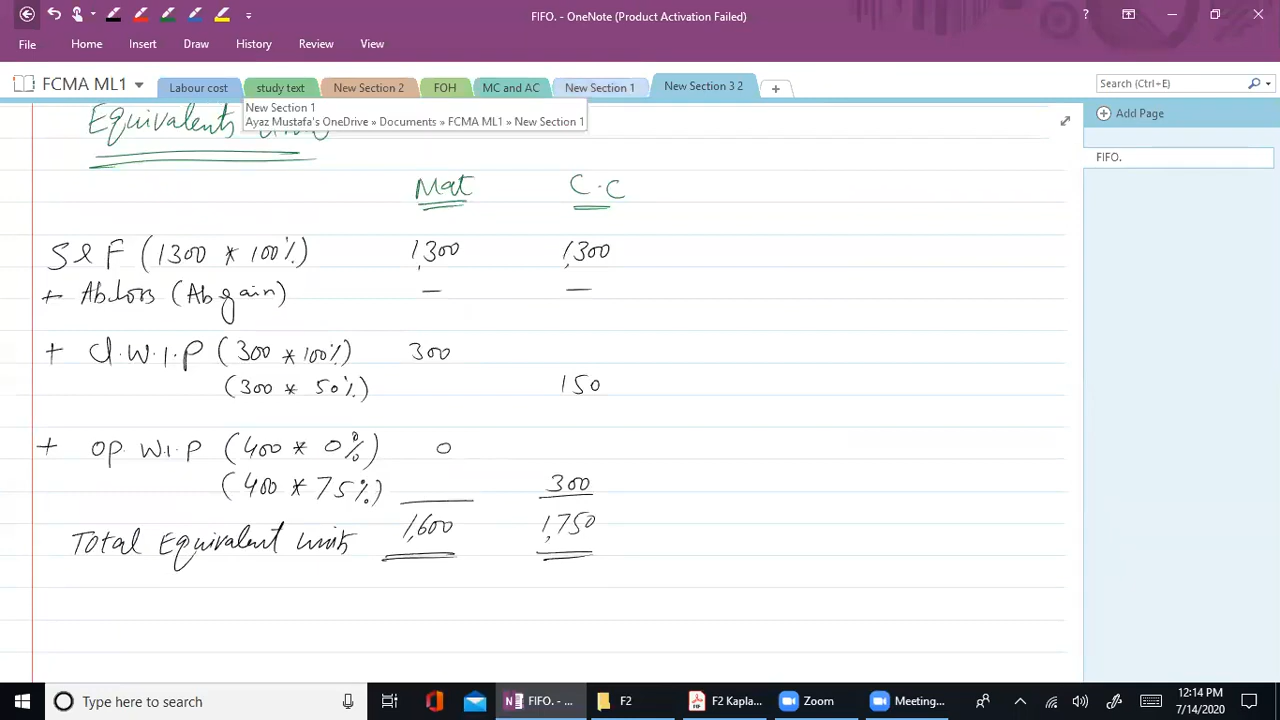 FIFO. - OneNote (Product Activation Failed)
?
File Home Insert Draw History Review View
FCMA ML1 Labour cost study text New Section 2 FOH MC and AC New Section 1 New Section 3 2 +
Search (Ctrl+E)
New Section 1
Ayaz Mustafa's OneDrive » Documents » FCMA ML1 » New Section 1
Add Page
FIFO.
Equivalents
Mat C.C
S & F (1300 * 100%) 1,300 1,300
+ Ab loss (Ab gain) — —
+ Cl.W.I.P (300 * 100%) 300
(300 * 50%) 150
+ OP W.I.P (400 * 0%) 0
(400 * 75%) 300
Total Equivalent units 1,600 1,750
Type here to search
FIFO. - ... F2 F2 Kapla... Zoom Meeting...
12:14 PM
7/14/2020